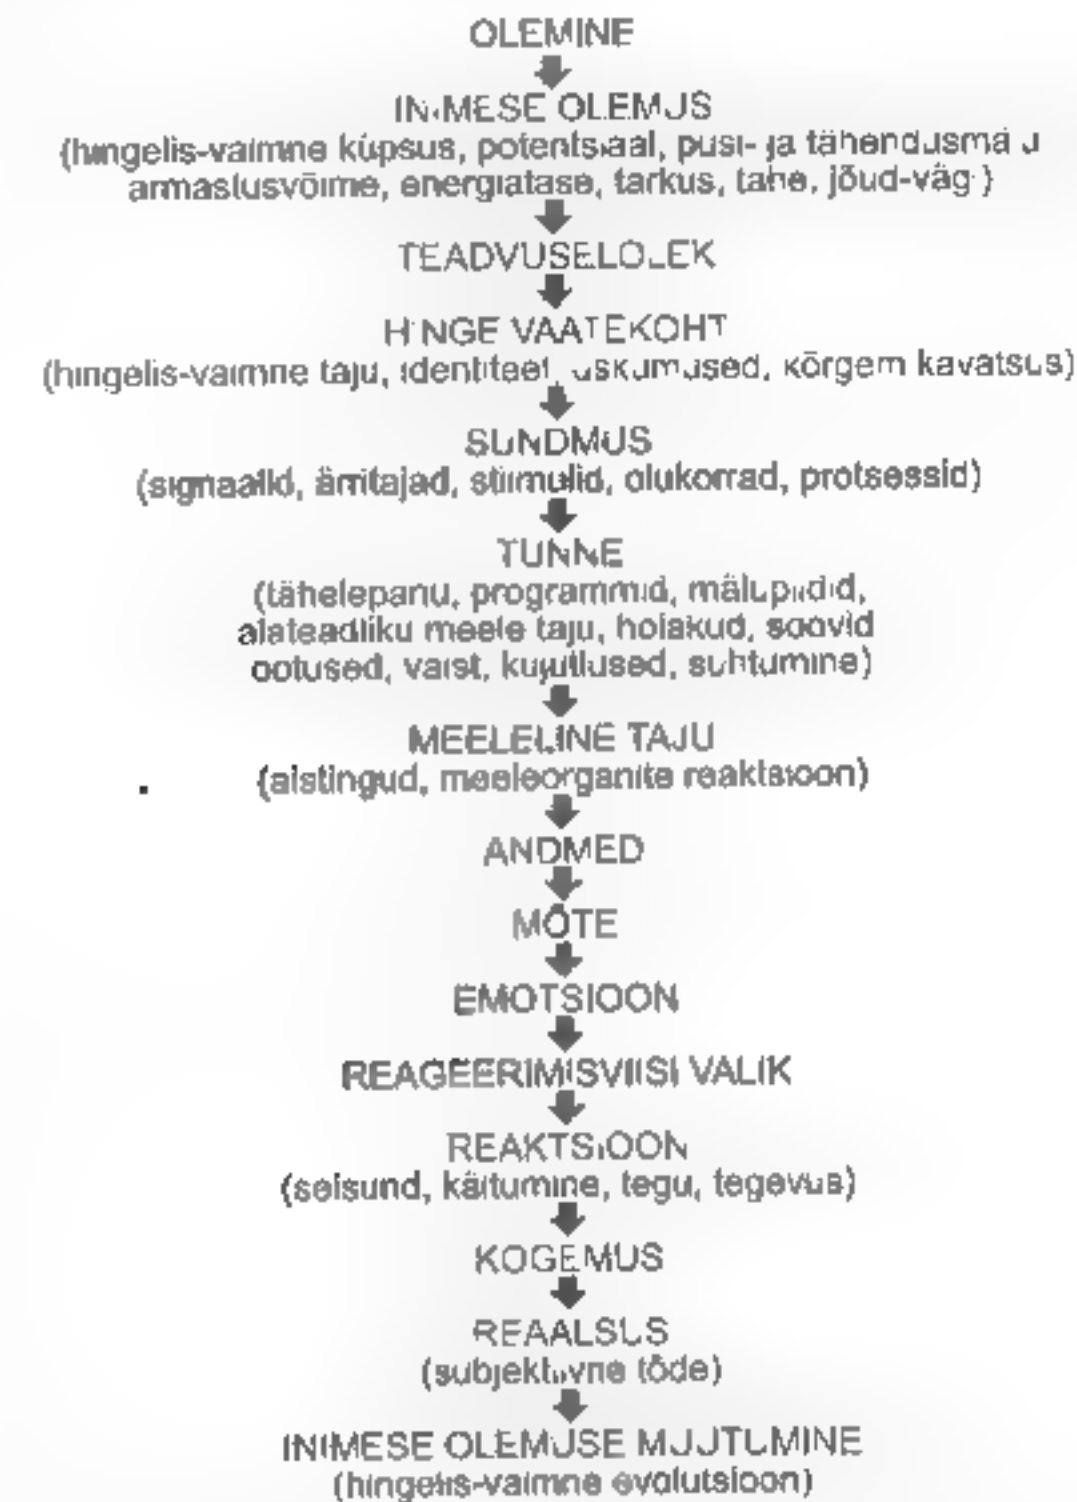 OLEMINE
INIMESE OLEMUS
(hingelis-vaimne küpsus, potentsiaal, püsi- ja tähendusmälu
armastusvõime, energiatase, tarkus, tahe, jõud-vägi)
TEADVUSELOLEK
HINGE VAATEKOHT
(hingelis-vaimne taju, identiteet, uskumused, kõrgem kavatsus)
SÜNDMUS
(signaalid, ärritajad, stiimulid, olukorrad, protsessid)
TUNNE
(tähelepanu, programmid, mälupildid,
alateadliku meele taju, hoiakud, soovid
ootused, vaist, kujutlused, suhtumine)
MEELELINE TAJU
(aistingud, meeleorganite reaktsioon)
ANDMED
MÕTE
EMOTSIOON
REAGEERIMISVIISI VALIK
REAKTSIOON
(seisund, käitumine, tegu, tegevus)
KOGEMUS
REAALSUS
(subjektiivne tõde)
INIMESE OLEMUSE MUUTUMINE
(hingelis-vaimne evolutsioon)